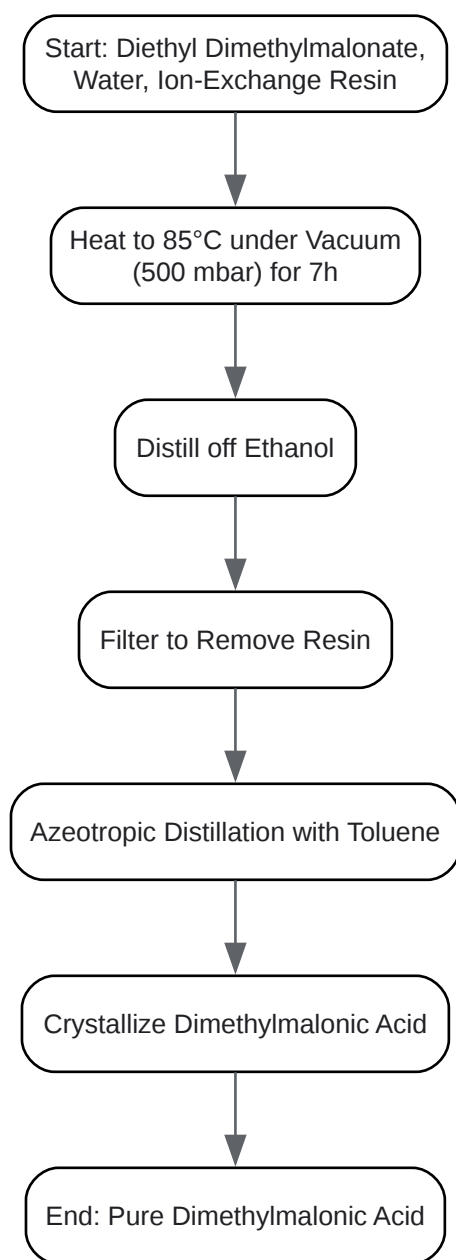 Start: Diethyl Dimethylmalonate,
Water, Ion-Exchange Resin
Heat to 85°C under Vacuum
(500 mbar) for 7h
Distill off Ethanol
Filter to Remove Resin
Azeotropic Distillation with Toluene
Crystallize Dimethylmalonic Acid
End: Pure Dimethylmalonic Acid